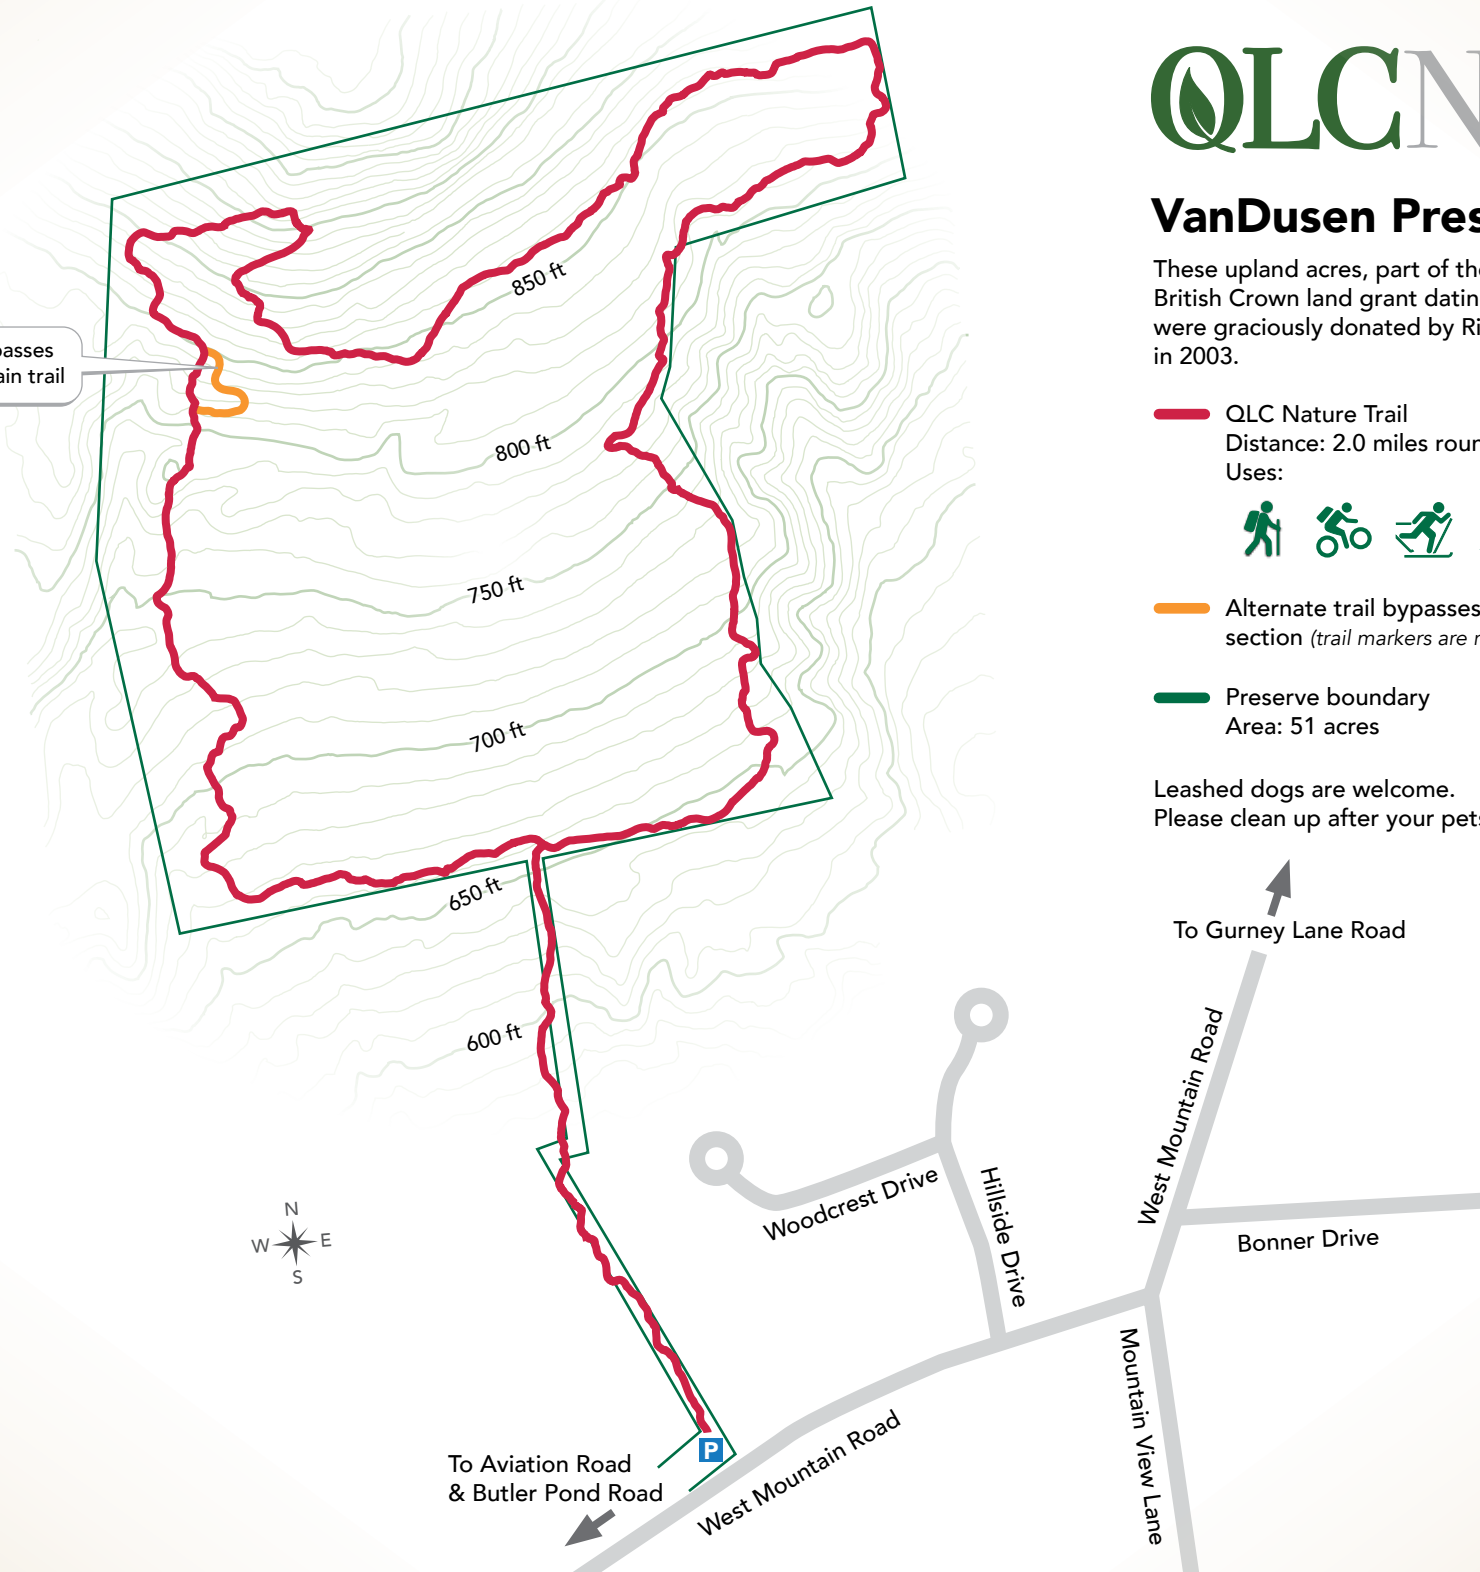 QLCN
VanDusen Pres
These upland acres, part of the
British Crown land grant datin
were graciously donated by Ri
in 2003.
QLC Nature Trail
Distance: 2.0 miles roun
Uses:
Alternate trail bypasses
section (trail markers are r
Preserve boundary
Area: 51 acres
Leashed dogs are welcome.
Please clean up after your pets
To Gurney Lane Road
asses
ain trail
850 ft
800 ft
750 ft
700 ft
650 ft
600 ft
N
W
E
S
Woodcrest Drive
Hillside Drive
West Mountain Road
Bonner Drive
Mountain View Lane
West Mountain Road
P
To Aviation Road
& Butler Pond Road